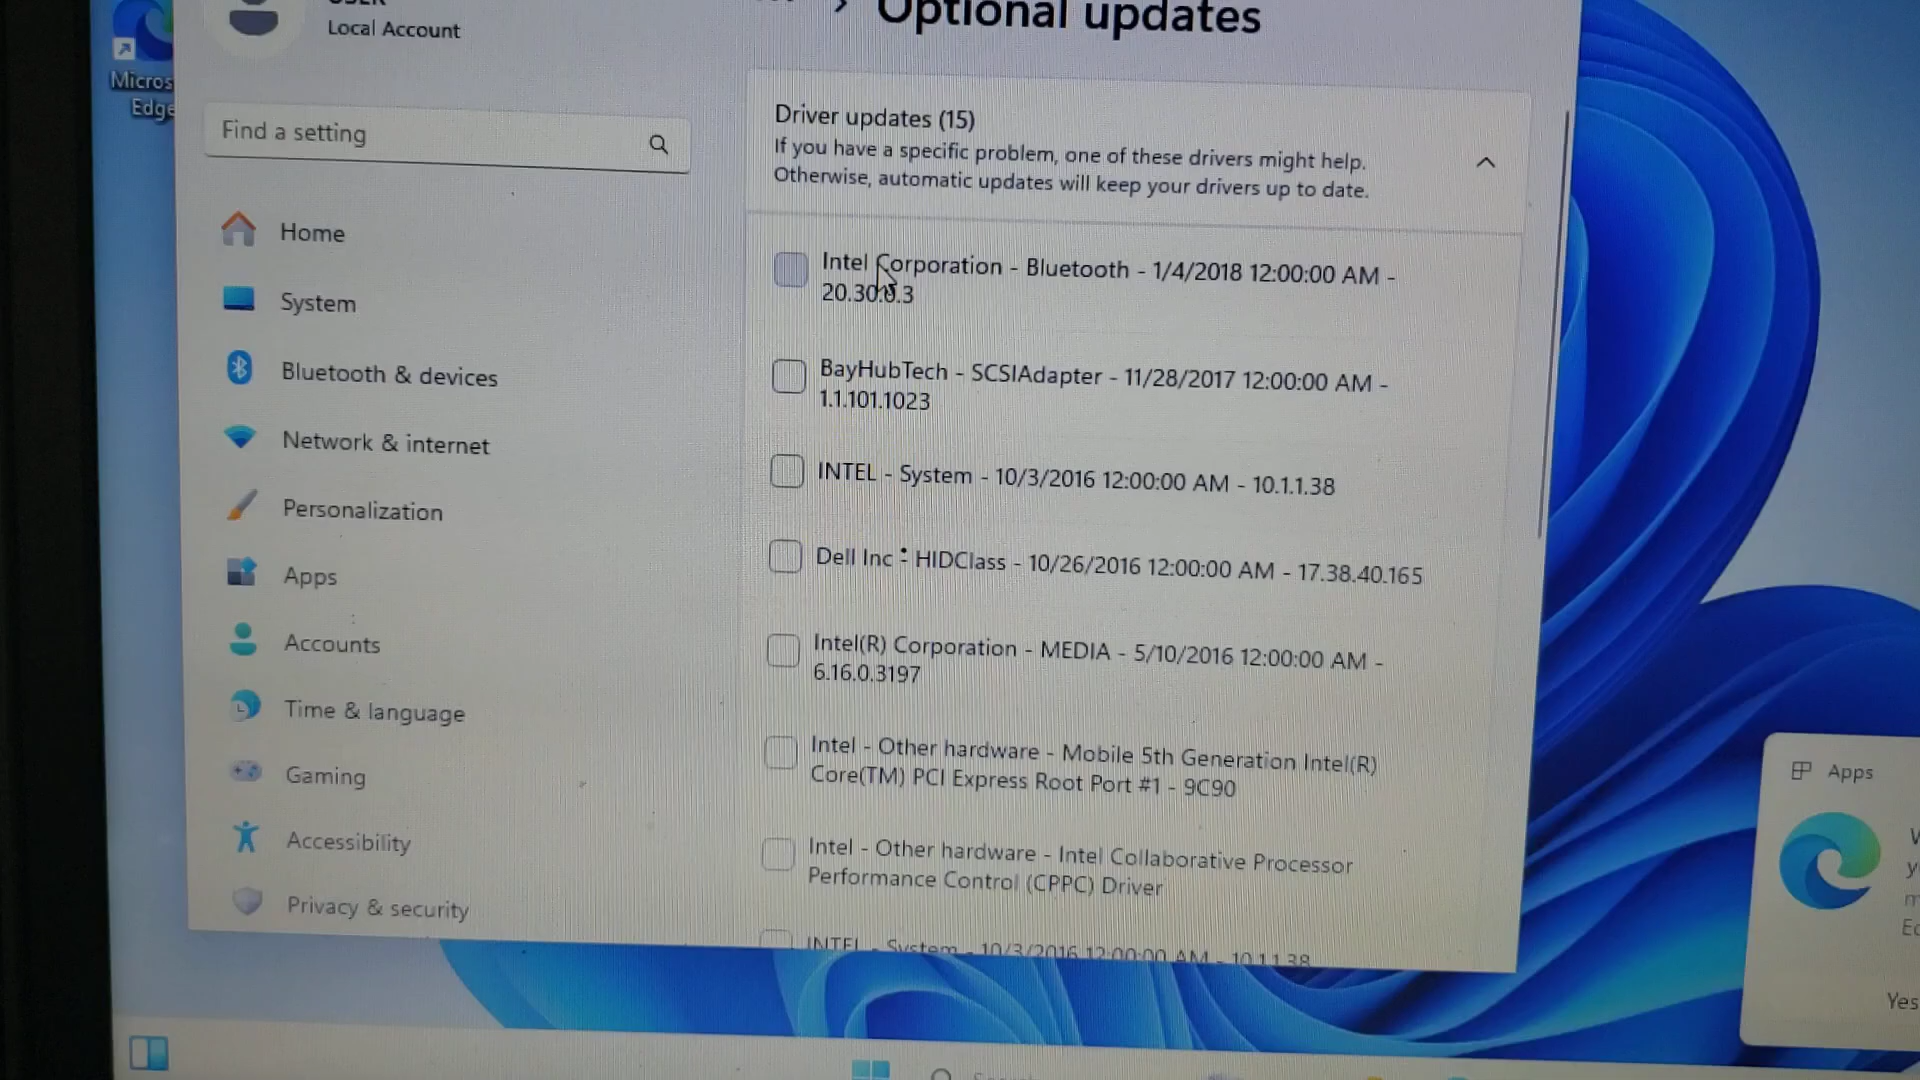 Local Account
Optional updates
Micros
Edge
Find a setting
Driver updates (15)
If you have a specific problem, one of these drivers might help.
Otherwise, automatic updates will keep your drivers up to date.
Home
System
Bluetooth & devices
Network & internet
Personalization
Apps
Accounts
Time & language
Gaming
Accessibility
Privacy & security
Intel Corporation - Bluetooth - 1/4/2018 12:00:00 AM -
20.30.0.3
BayHubTech - SCSIAdapter - 11/28/2017 12:00:00 AM -
1.1.101.1023
INTEL - System - 10/3/2016 12:00:00 AM - 10.1.1.38
Dell Inc - HIDClass - 10/26/2016 12:00:00 AM - 17.38.40.165
Intel(R) Corporation - MEDIA - 5/10/2016 12:00:00 AM -
6.16.0.3197
Intel - Other hardware - Mobile 5th Generation Intel(R)
Core(TM) PCI Express Root Port #1 - 9C90
Intel - Other hardware - Intel Collaborative Processor
Performance Control (CPPC) Driver
INTEL - System - 10/3/2016 12:00:00 AM - 10.1.1.38
Apps
Yes